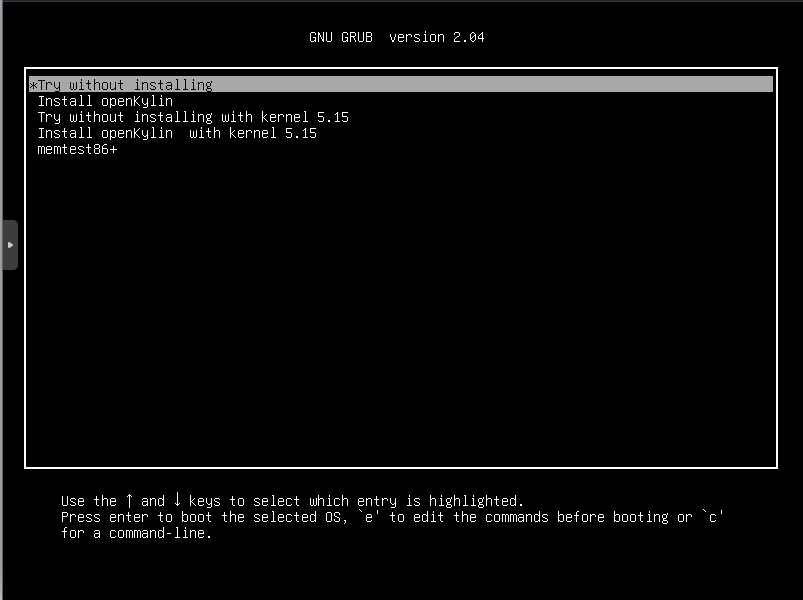 GNU GRUB  version 2.04
*Try without installing
Install openKylin
Try without installing with kernel 5.15
Install openKylin  with kernel 5.15
memtest86+
Use the ↑ and ↓ keys to select which entry is highlighted.
Press enter to boot the selected OS, `e' to edit the commands before booting or `c'
for a command-line.